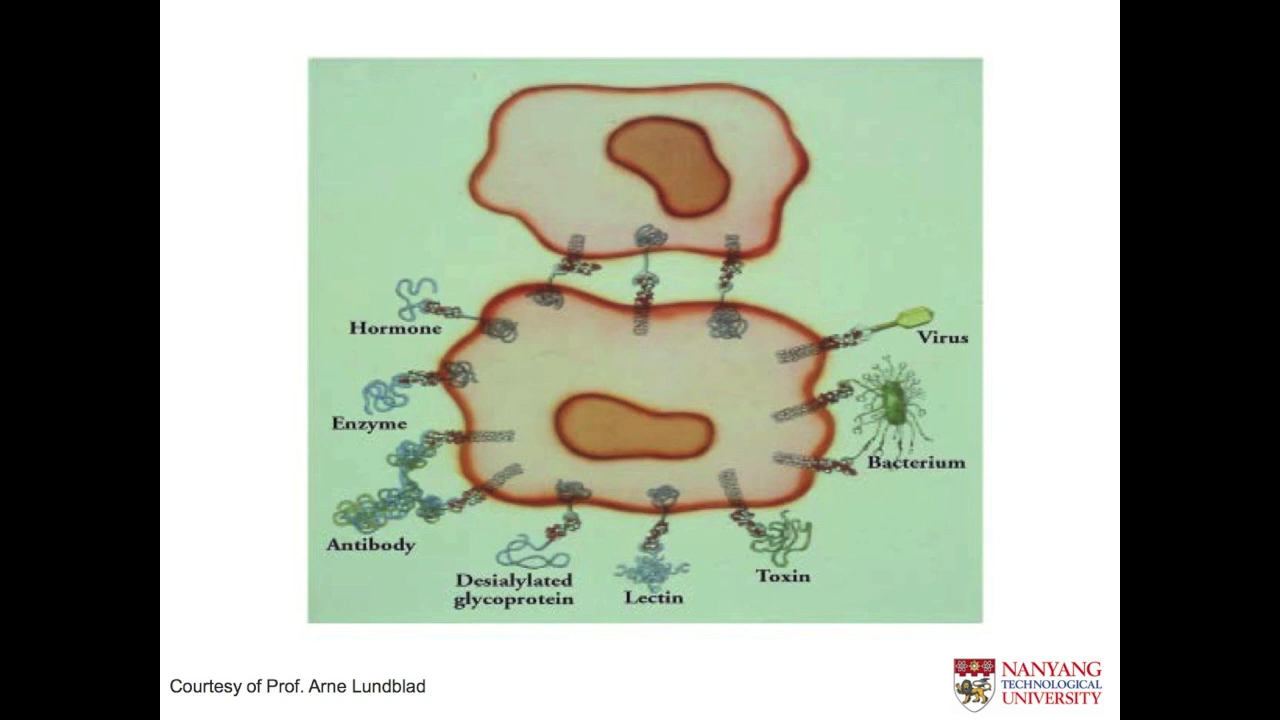 Hormone
Virus
Enzyme
Bacterium
Antibody
Desialylated
glycoprotein
Lectin
Toxin
Courtesy of Prof. Arne Lundblad
NANYANG
TECHNOLOGICAL
UNIVERSITY